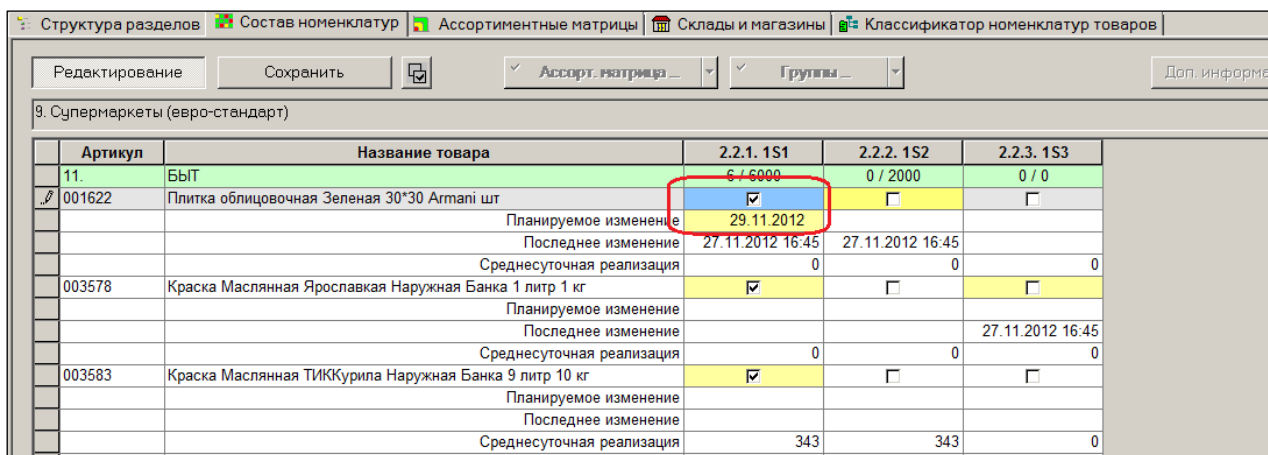 Структура разделов Состав номенклатур Ассортиментные матрицы Склады и магазины Классификатор номенклатур товаров
Редактирование Сохранить Ассорт. матрица ... Группы ... Доп. информа
9. Супермаркеты (евро-стандарт)
Артикул Название товара 2.2.1. 1S1 2.2.2. 1S2 2.2.3. 1S3
11. БЫТ 6 / 6000 0 / 2000 0 / 0
001622 Плитка облицовочная Зеленая 30*30 Armani шт
Планируемое изменение 29.11.2012
Последнее изменение 27.11.2012 16:45 27.11.2012 16:45
Среднесуточная реализация 0 0 0
003578 Краска Маслянная Ярославкая Наружная Банка 1 литр 1 кг
Планируемое изменение
Последнее изменение 27.11.2012 16:45
Среднесуточная реализация 0 0 0
003583 Краска Маслянная ТИККурила Наружная Банка 9 литр 10 кг
Планируемое изменение
Последнее изменение
Среднесуточная реализация 343 343 0